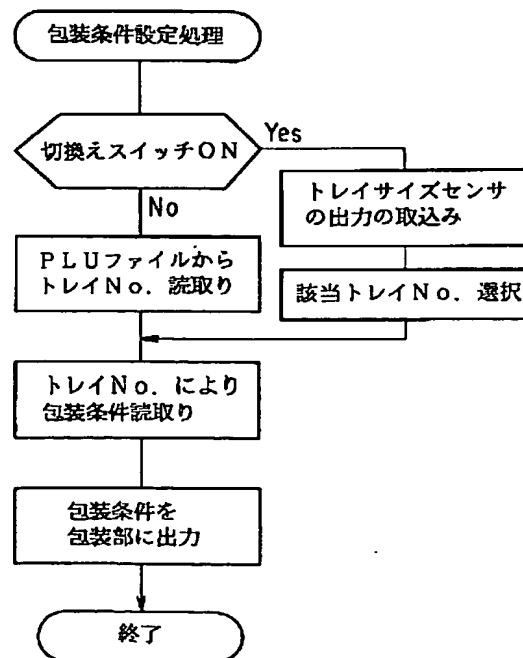 包装条件設定処理
切換えスイッチON
Yes
No
トレイサイズセンサ
の出力の取込み
PLUファイルから
トレイNo. 読取り
該当トレイNo. 選択
トレイNo. により
包装条件読取り
包装条件を
包装部に出力
終了